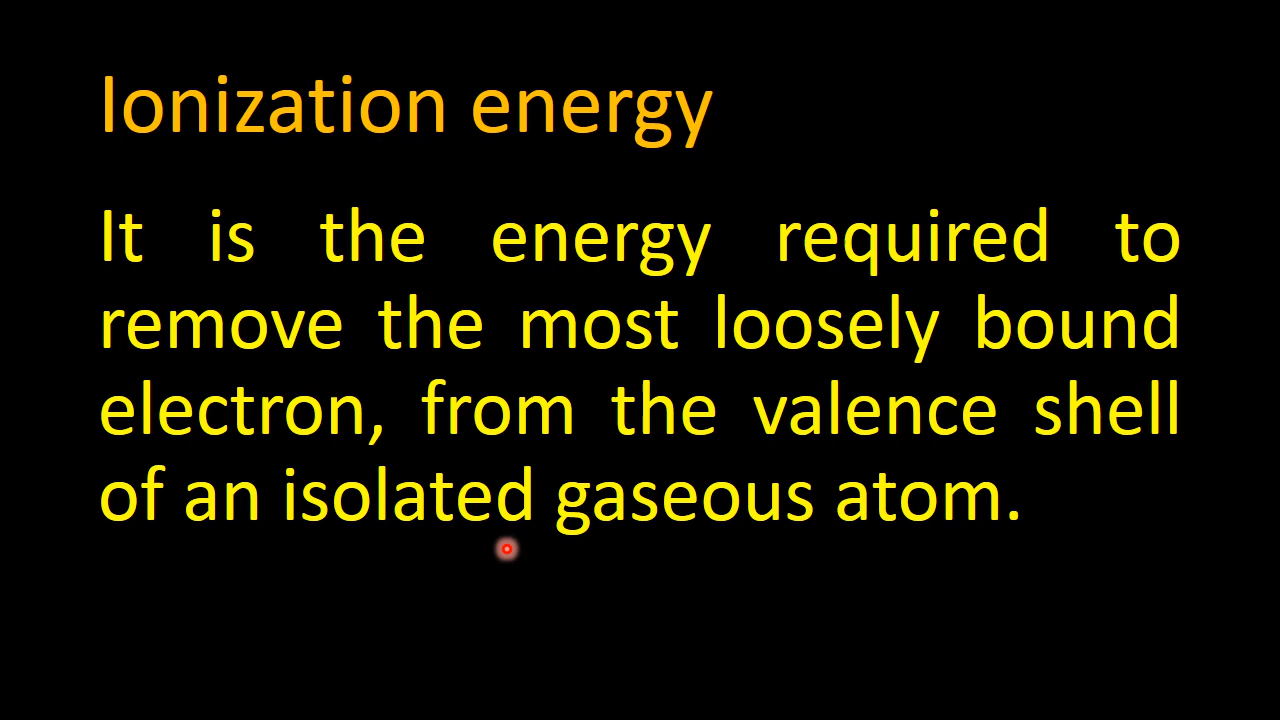 Ionization energy
It is the energy required to
remove the most loosely bound
electron, from the valence shell
of an isolated gaseous atom.